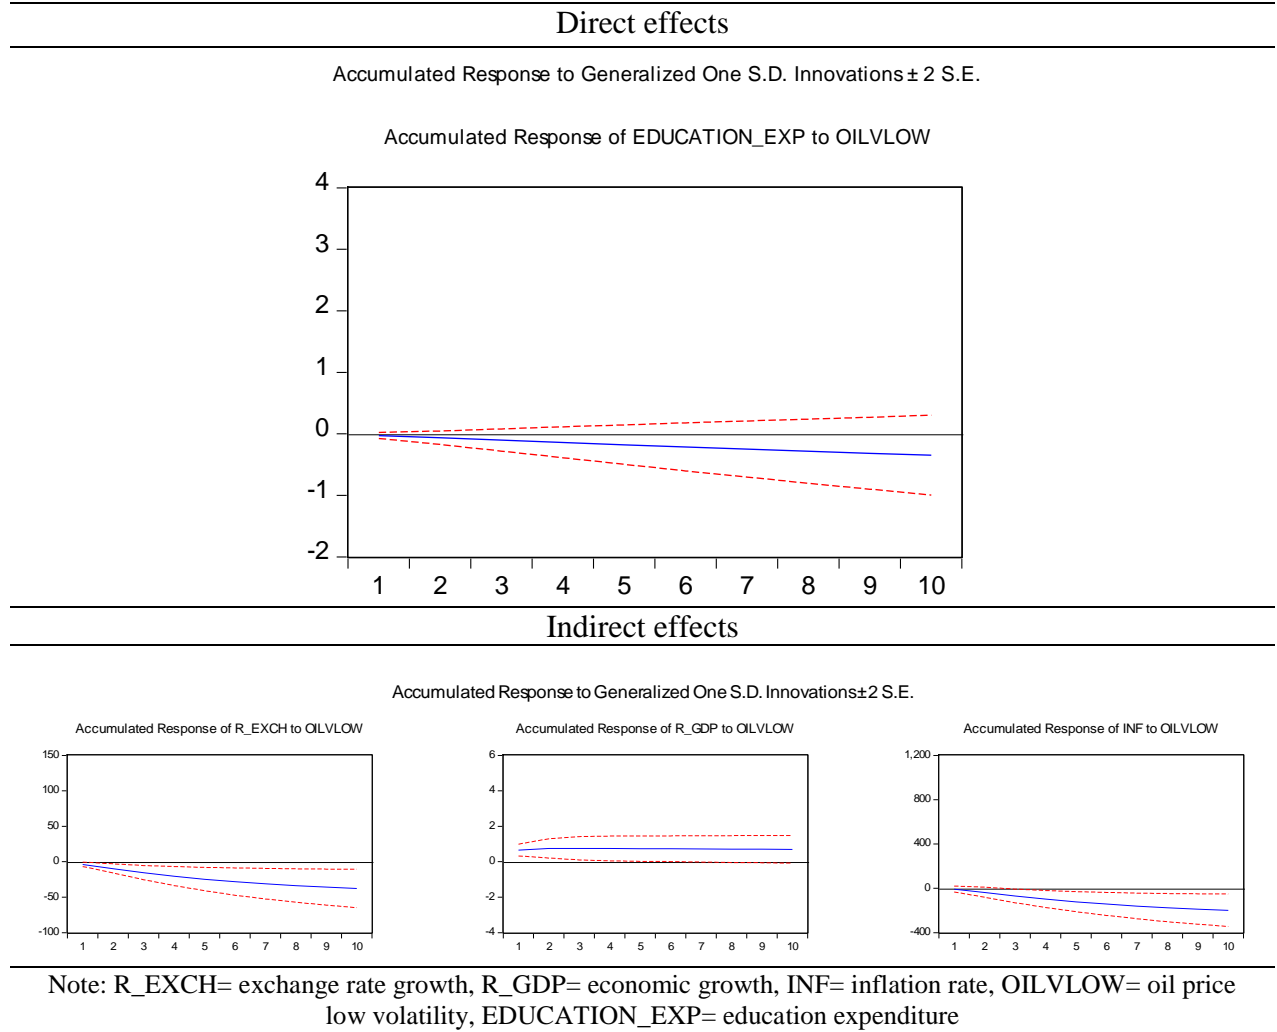 Direct effects
Accumulated Response to Generalized One S.D. Innovations ± 2 S.E.
Accumulated Response of EDUCATION_EXP to OILVLOW
4
3
2
1
0
-1
-2
1 2 3 4 5 6 7 8 9 10
Indirect effects
Accumulated Response to Generalized One S.D. Innovations ± 2 S.E.
Accumulated Response of R_EXCH to OILVLOW
150
100
50
0
-50
-100
1 2 3 4 5 6 7 8 9 10
Accumulated Response of R_GDP to OILVLOW
6
4
2
0
-2
-4
1 2 3 4 5 6 7 8 9 10
Accumulated Response of INF to OILVLOW
1,200
800
400
0
-400
1 2 3 4 5 6 7 8 9 10
Note: R_EXCH= exchange rate growth, R_GDP= economic growth, INF= inflation rate, OILVLOW= oil price
low volatility, EDUCATION_EXP= education expenditure